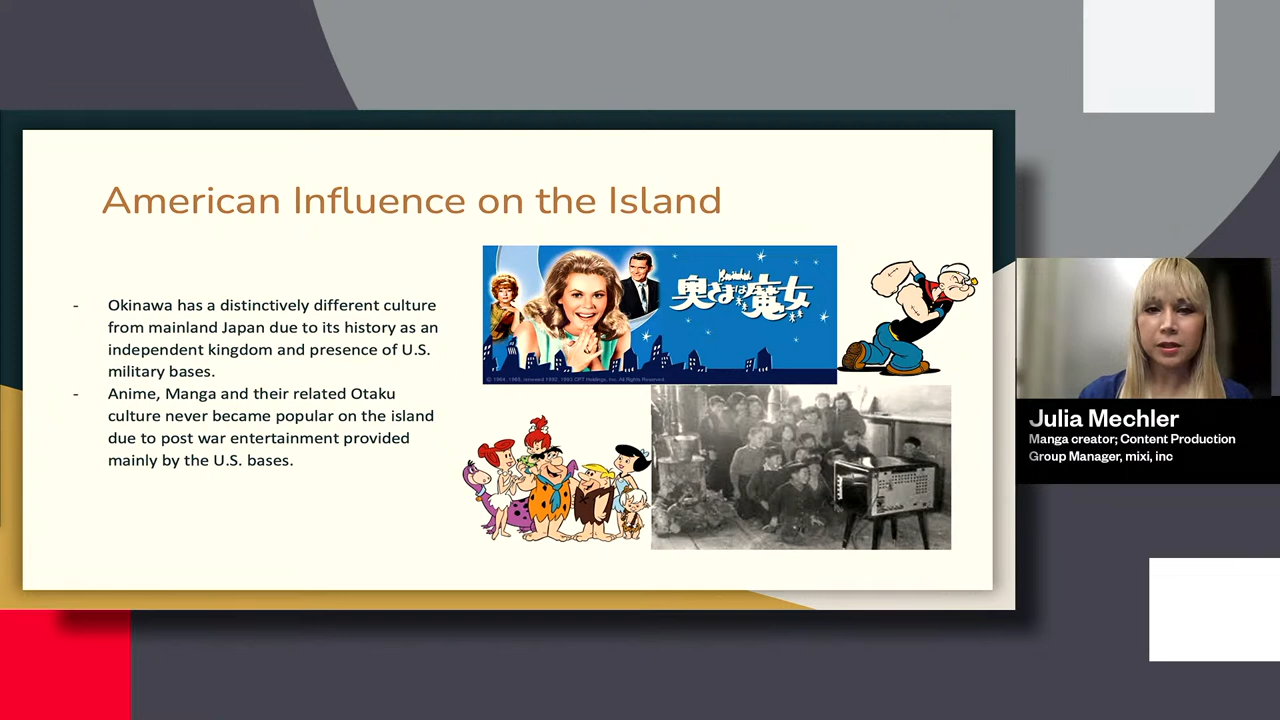 American Influence on the Island
- Okinawa has a distinctively different culture
from mainland Japan due to its history as an
independent kingdom and presence of U.S.
military bases.
- Anime, Manga and their related Otaku
culture never became popular on the island
due to post war entertainment provided
mainly by the U.S. bases.
Bewitched
奥さまは魔女
Julia Mechler
Manga creator; Content Production
Group Manager, mixi, inc